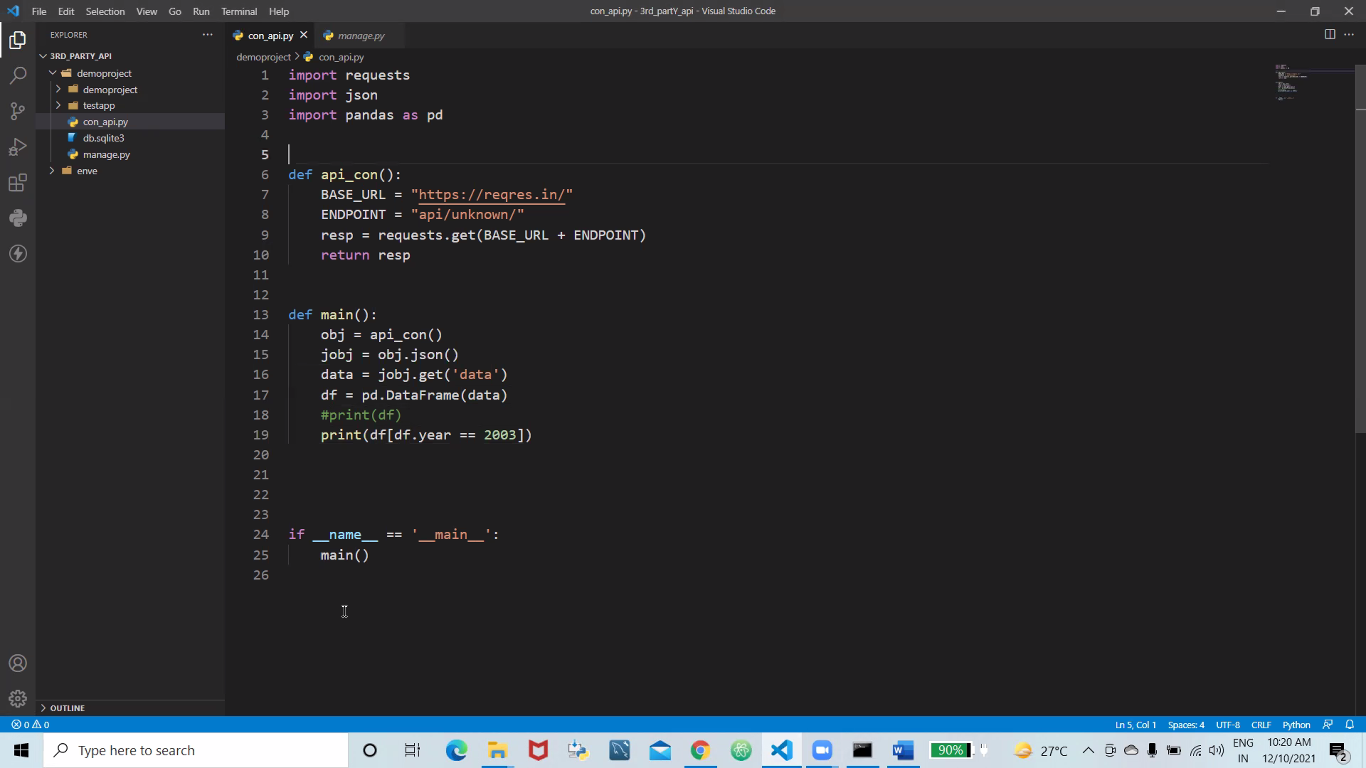 File Edit Selection View Go Run Terminal Help
con_api.py - 3rd_partY_api - Visual Studio Code
EXPLORER
con_api.py
manage.py
3RD_PARTY_API
demoproject
demoproject
testapp
con_api.py
db.sqlite3
manage.py
enve
demoproject > con_api.py
1 import requests
2 import json
3 import pandas as pd
4
5
6 def api_con():
7 BASE_URL = "https://reqres.in/"
8 ENDPOINT = "api/unknown/"
9 resp = requests.get(BASE_URL + ENDPOINT)
10 return resp
11
12
13 def main():
14 obj = api_con()
15 jobj = obj.json()
16 data = jobj.get('data')
17 df = pd.DataFrame(data)
18 #print(df)
19 print(df[df.year == 2003])
20
21
22
23
24 if __name__ == '__main__':
25 main()
26
OUTLINE
0 0
Ln 5, Col 1 Spaces: 4 UTF-8 CRLF Python
Type here to search
90%
27°C
ENG
IN
10:20 AM
12/10/2021
2